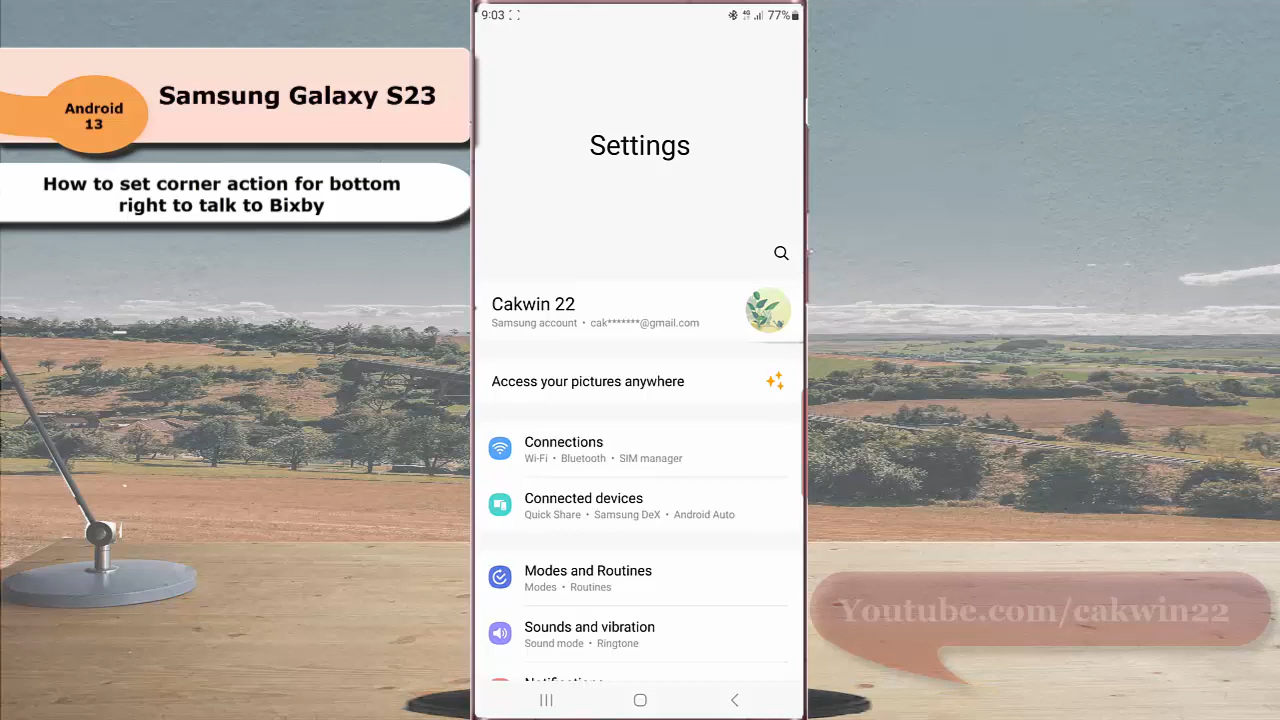 9:03
4G
77%
Samsung Galaxy S23
Android
13
How to set corner action for bottom
right to talk to Bixby
Settings
Cakwin 22
Samsung account • cak*******@gmail.com
Access your pictures anywhere
Connections
Wi-Fi • Bluetooth • SIM manager
Connected devices
Quick Share • Samsung DeX • Android Auto
Modes and Routines
Modes • Routines
Sounds and vibration
Sound mode • Ringtone
Notifications
Youtube.com/cakwin22